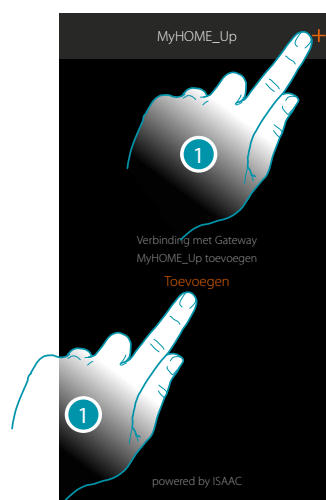 MyHOME_Up +
1
Verbinding met Gateway
MyHOME_Up toevoegen
Toevoegen
1
powered by ISAAC